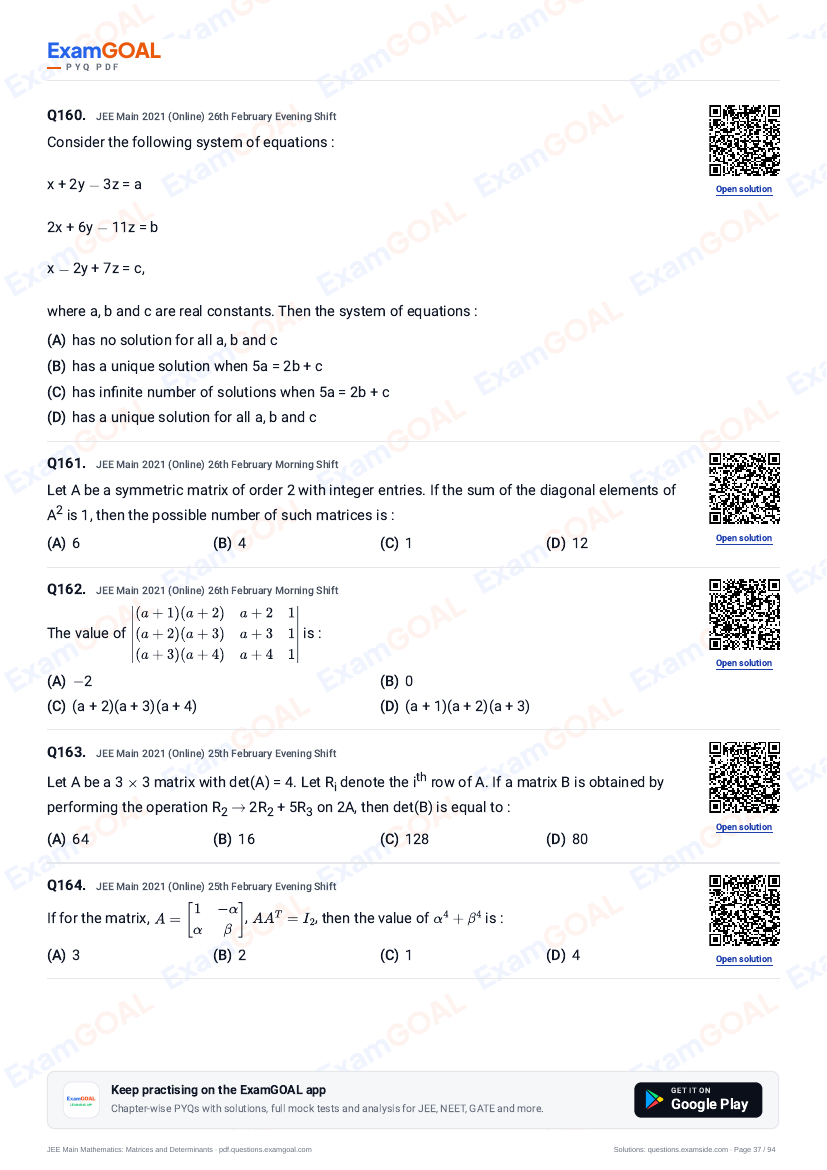 ExamGOAL
PYQ PDF
Q160. JEE Main 2021 (Online) 26th February Evening Shift
Consider the following system of equations :
x + 2y − 3z = a
2x + 6y − 11z = b
x − 2y + 7z = c,
where a, b and c are real constants. Then the system of equations :
(A) has no solution for all a, b and c
(B) has a unique solution when 5a = 2b + c
(C) has infinite number of solutions when 5a = 2b + c
(D) has a unique solution for all a, b and c
Open solution
Q161. JEE Main 2021 (Online) 26th February Morning Shift
Let A be a symmetric matrix of order 2 with integer entries. If the sum of the diagonal elements of
A² is 1, then the possible number of such matrices is :
(A) 6 (B) 4 (C) 1 (D) 12
Open solution
Q162. JEE Main 2021 (Online) 26th February Morning Shift
The value of |(a + 1)(a + 2) a + 2 1|
|(a + 2)(a + 3) a + 3 1| is :
|(a + 3)(a + 4) a + 4 1|
(A) −2 (B) 0
(C) (a + 2)(a + 3)(a + 4) (D) (a + 1)(a + 2)(a + 3)
Open solution
Q163. JEE Main 2021 (Online) 25th February Evening Shift
Let A be a 3 × 3 matrix with det(A) = 4. Let Rᵢ denote the iᵗʰ row of A. If a matrix B is obtained by
performing the operation R₂ → 2R₂ + 5R₃ on 2A, then det(B) is equal to :
(A) 64 (B) 16 (C) 128 (D) 80
Open solution
Q164. JEE Main 2021 (Online) 25th February Evening Shift
If for the matrix, A = [1 −α; α β], AAᵀ = I₂, then the value of α⁴ + β⁴ is :
(A) 3 (B) 2 (C) 1 (D) 4
Open solution
Keep practising on the ExamGOAL app
Chapter-wise PYQs with solutions, full mock tests and analysis for JEE, NEET, GATE and more.
GET IT ON
Google Play
JEE Main Mathematics: Matrices and Determinants · pdf.questions.examgoal.com
Solutions: questions.examside.com · Page 37 / 94